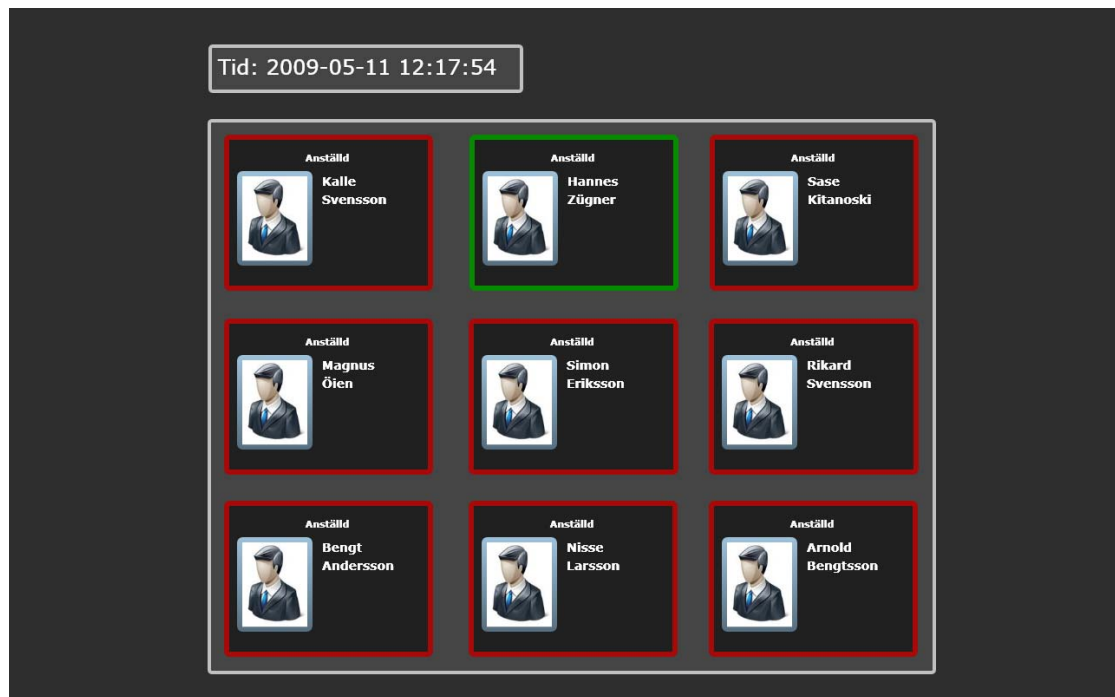 Tid: 2009-05-11 12:17:54
Anställd
Kalle
Svensson
Anställd
Hannes
Zügner
Anställd
Sase
Kitanoski
Anställd
Magnus
Öien
Anställd
Simon
Eriksson
Anställd
Rikard
Svensson
Anställd
Bengt
Andersson
Anställd
Nisse
Larsson
Anställd
Arnold
Bengtsson